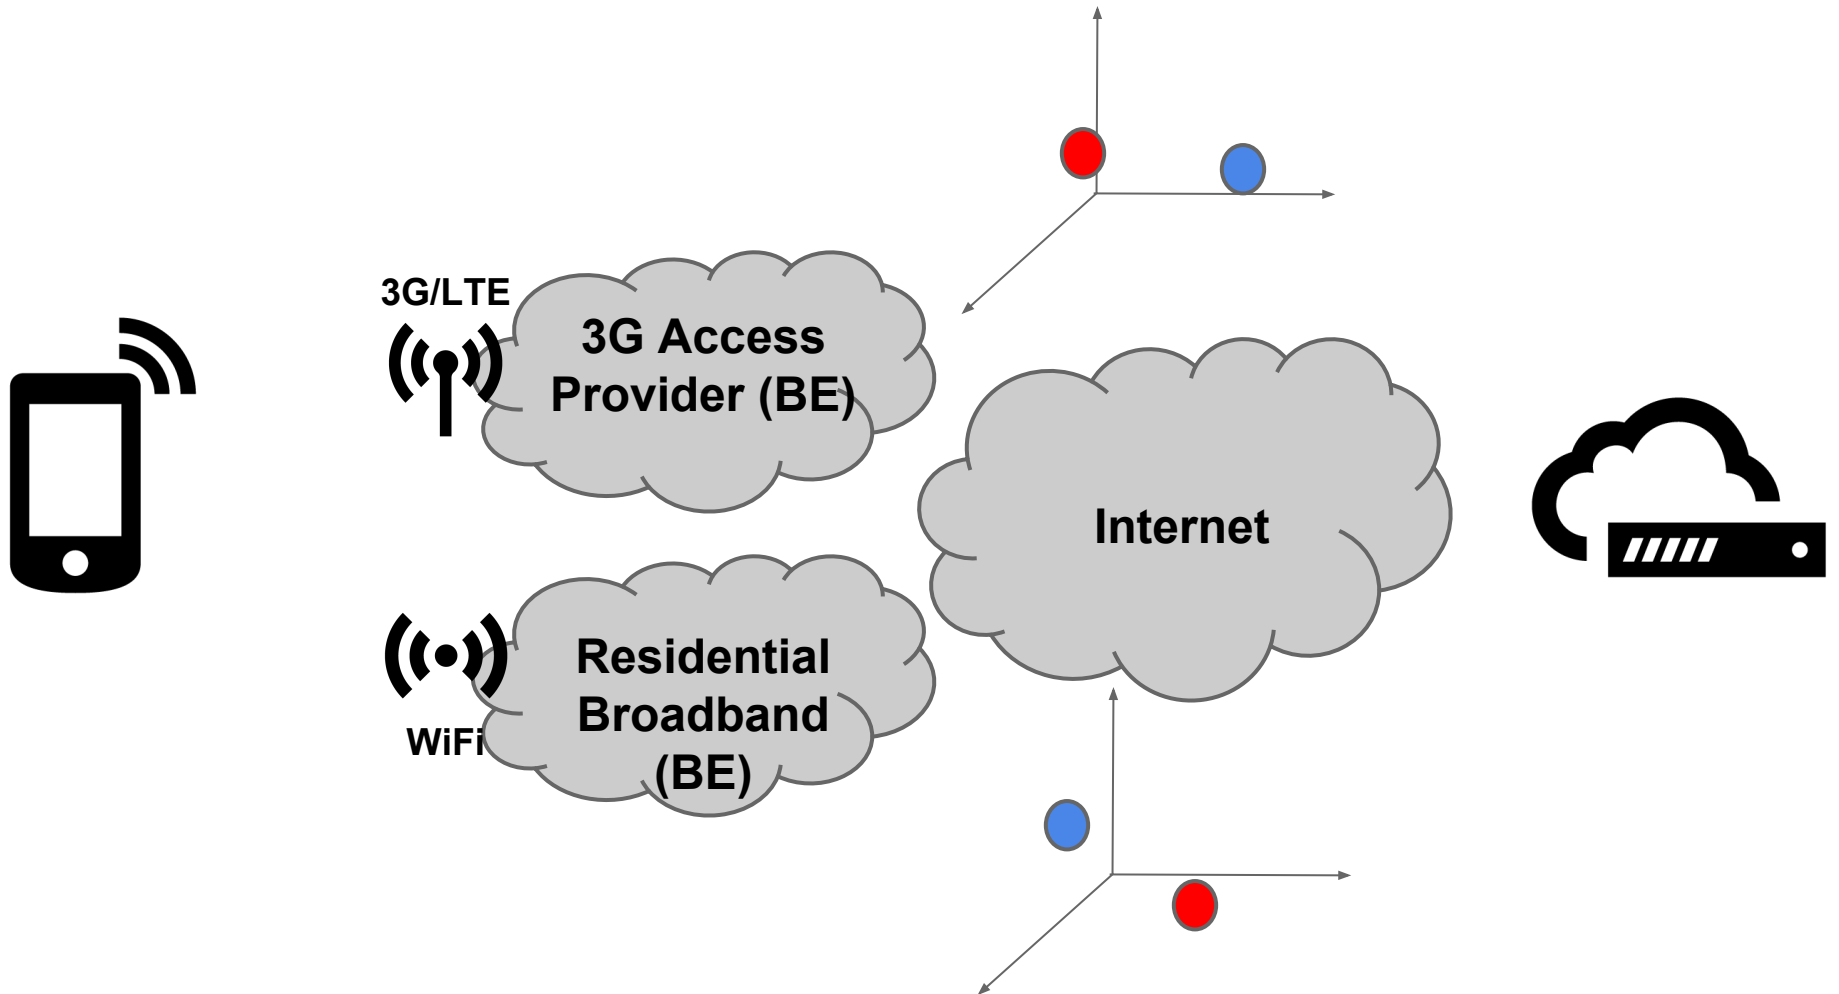 3G/LTE
3G Access
Provider (BE)
Internet
Residential
Broadband
(BE)
WiFi